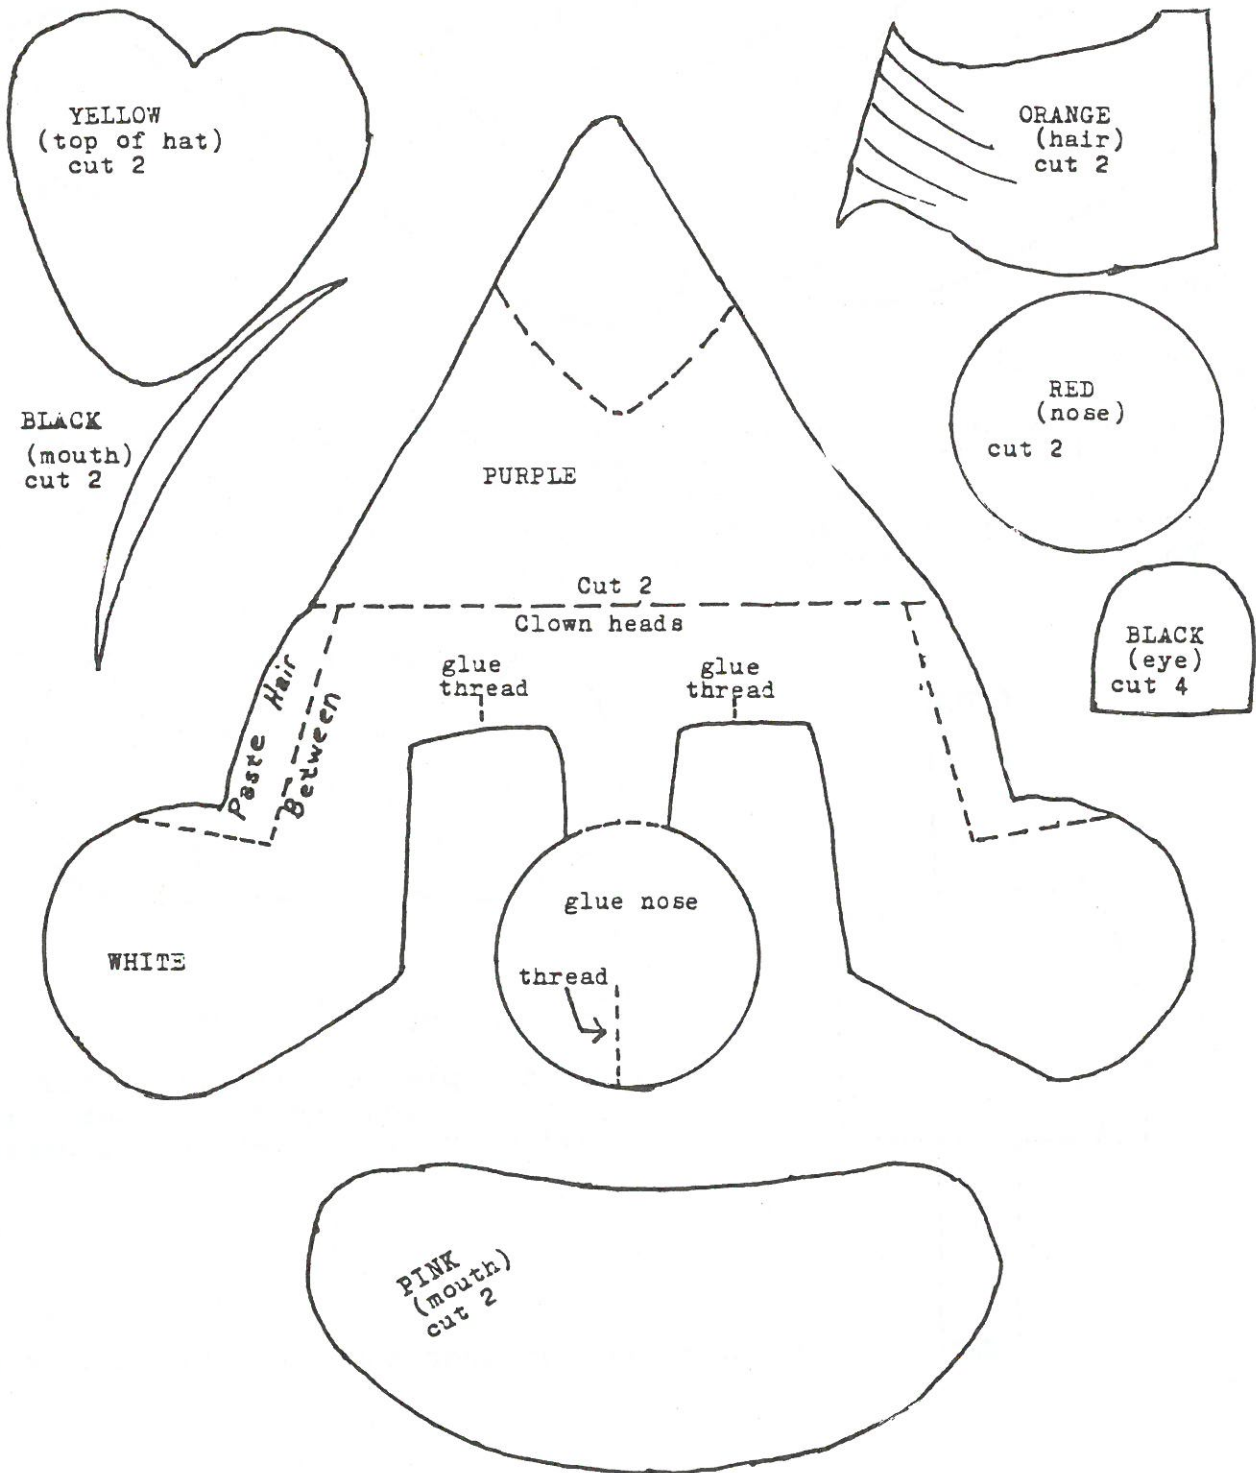 YELLOW
(top of hat)
cut 2
ORANGE
(hair)
cut 2
RED
(nose)
cut 2
BLACK
(mouth)
cut 2
PURPLE
Cut 2
Clown heads
BLACK
(eye)
cut 4
glue
thread
glue
thread
Paste Hair
Between
glue nose
WHITE
thread
PINK
(mouth)
cut 2